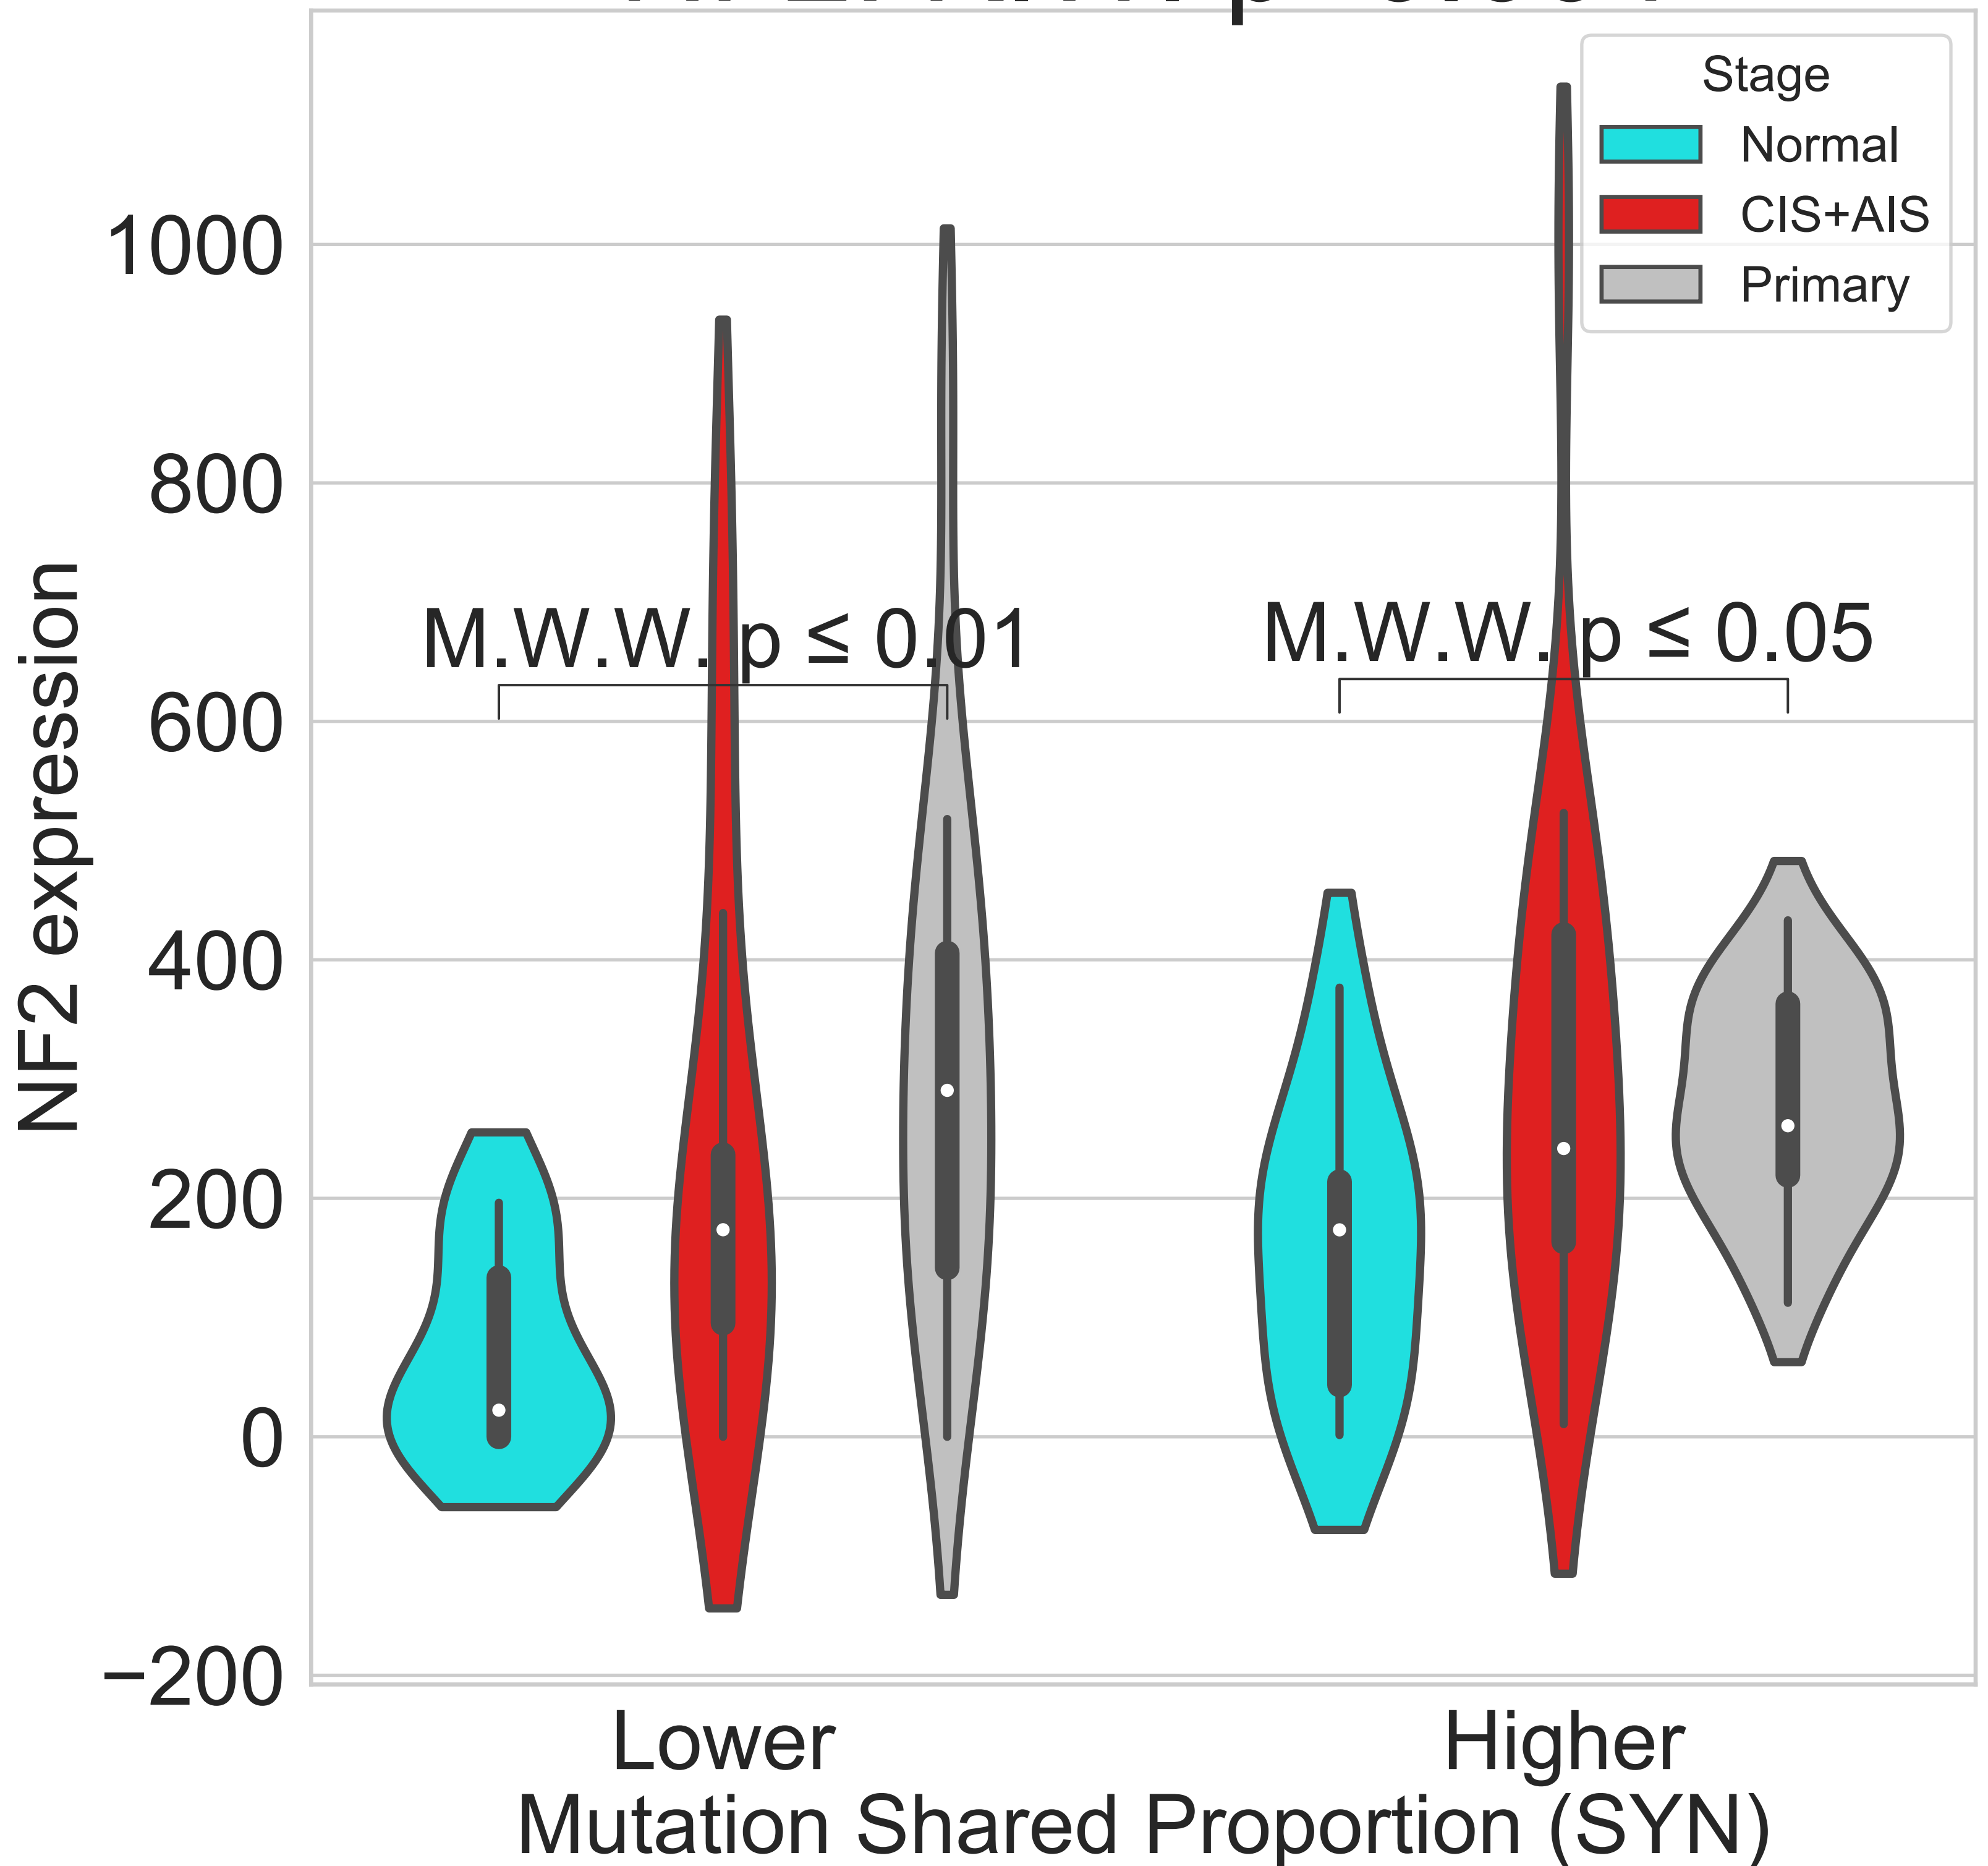 Stage
Normal
CIS+AIS
Primary
1000
800
600
400
200
0
−200
NF2 expression
M.W.W. p ≤ 0.01
M.W.W. p ≤ 0.05
Lower
Higher
Mutation Shared Proportion (SYN)